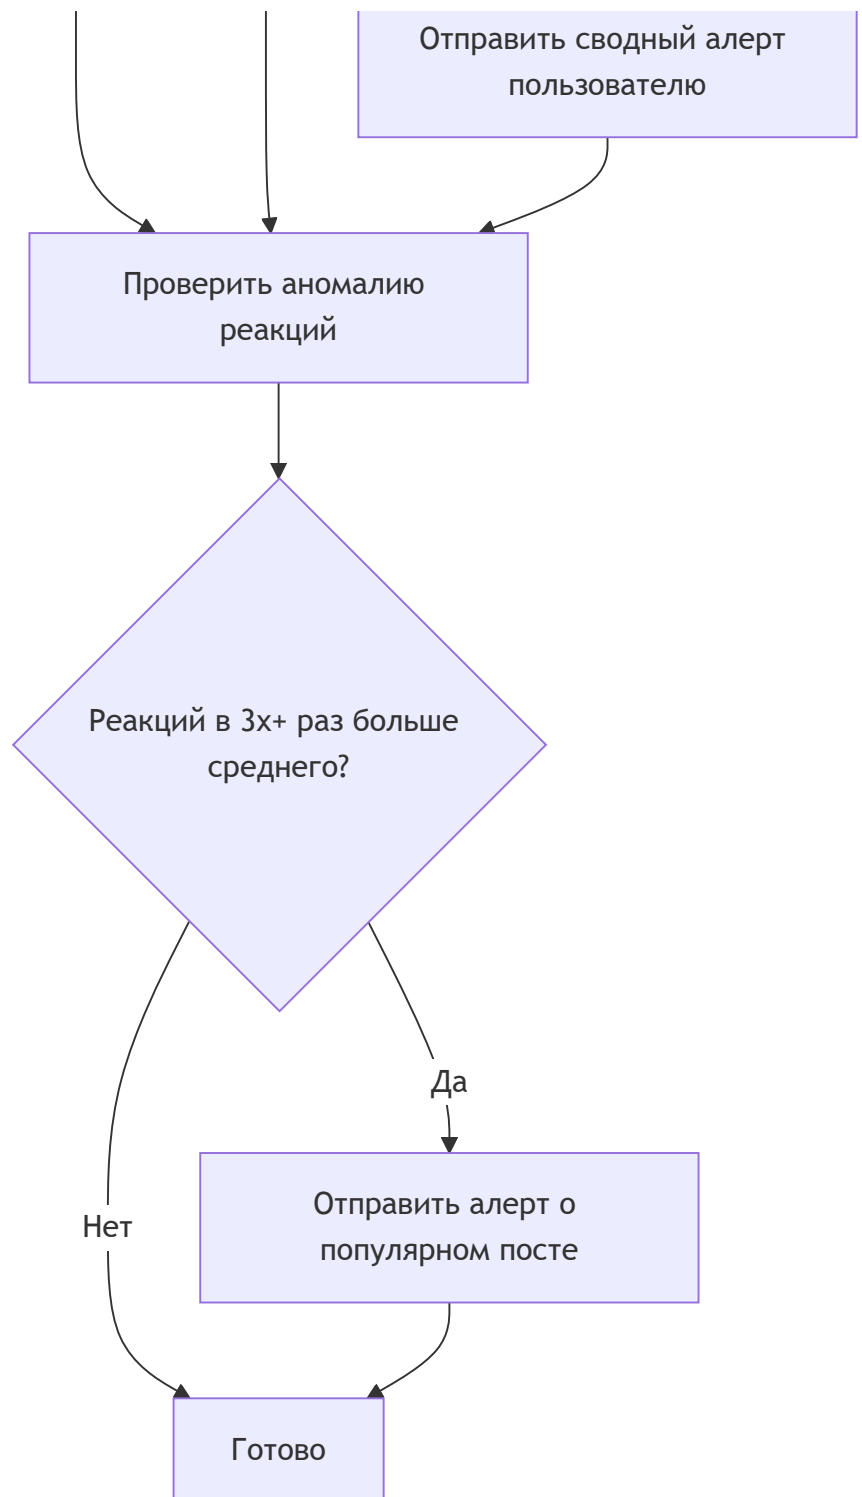 Отправить сводный алерт
пользователю
Проверить аномалию
реакций
Реакций в 3x+ раз больше
среднего?
Да
Отправить алерт о
популярном посте
Нет
Готово